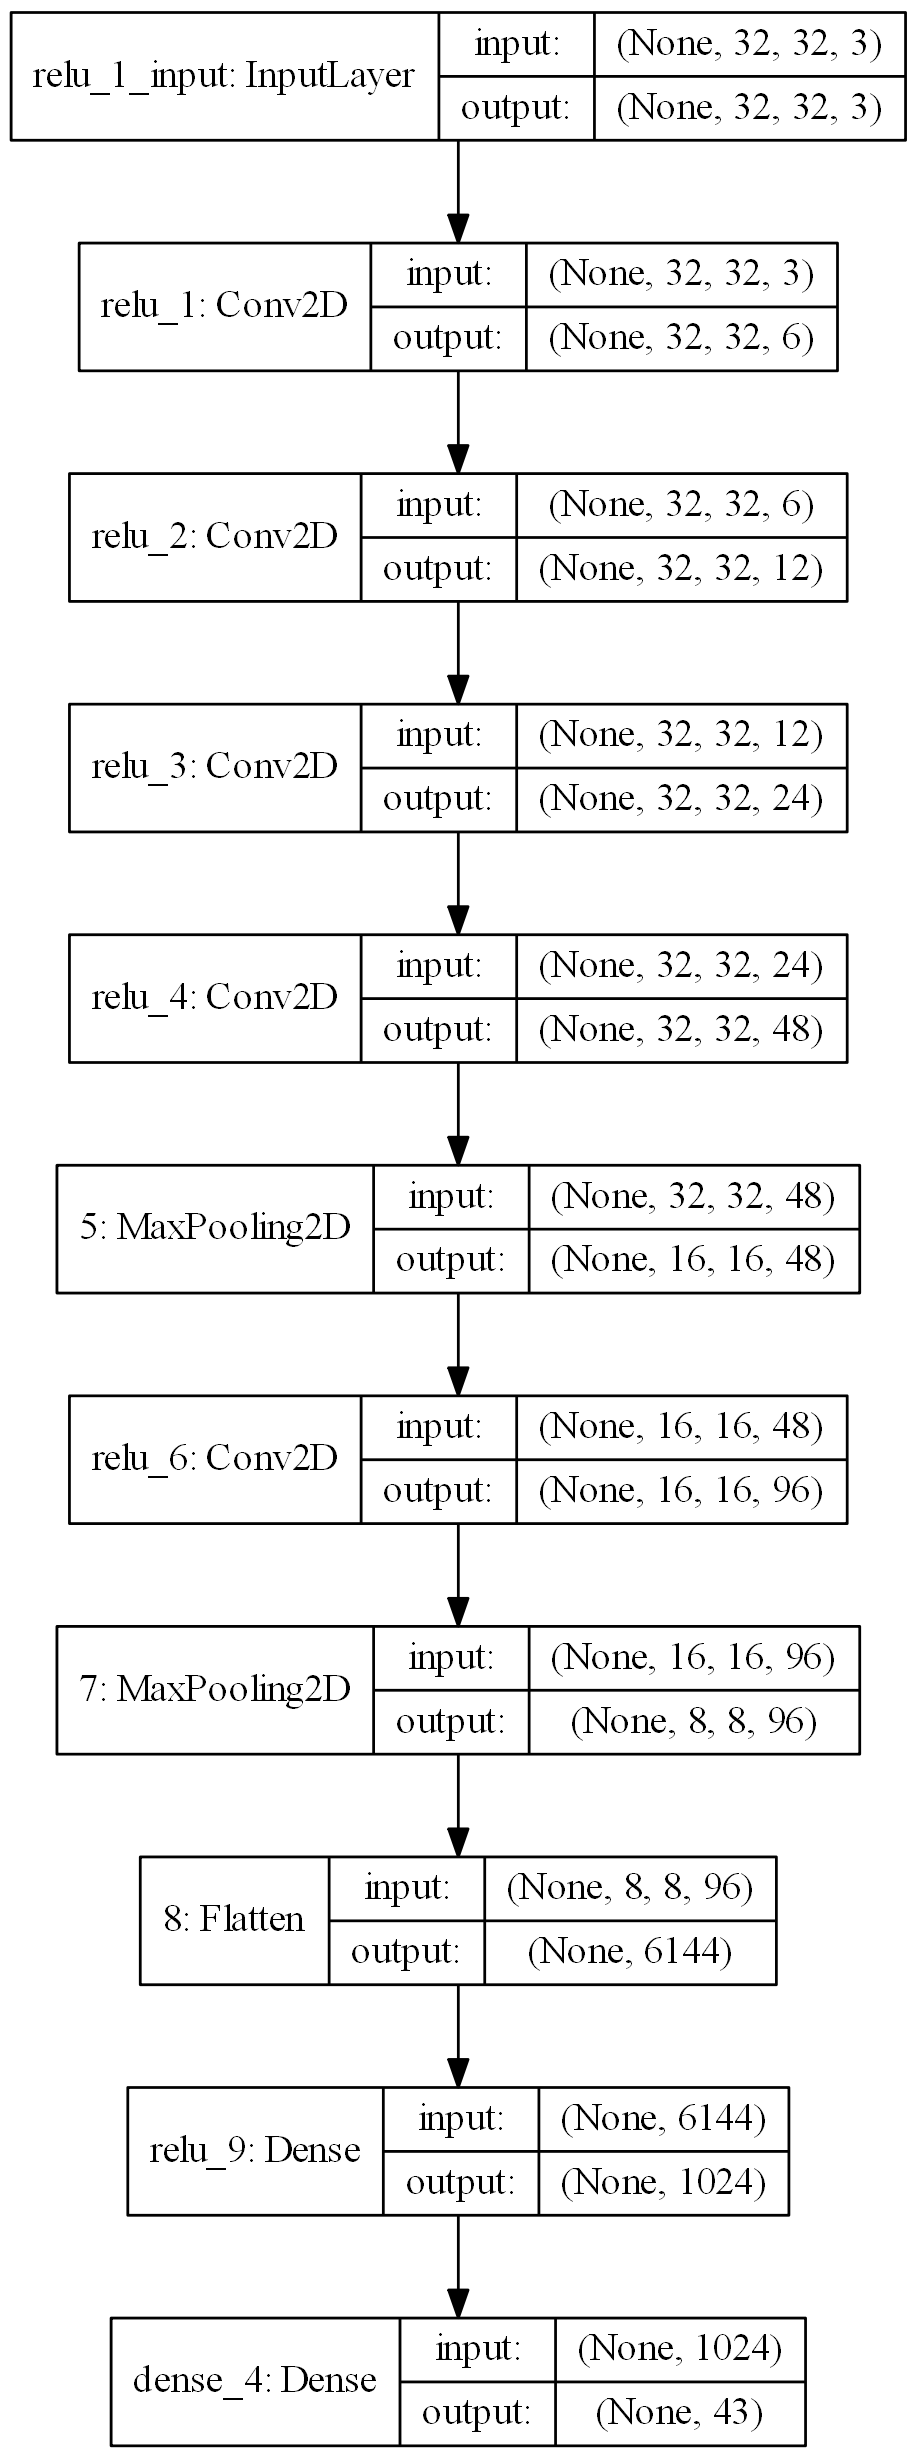 relu_1_input: InputLayer
input: (None, 32, 32, 3)
output: (None, 32, 32, 3)
relu_1: Conv2D
input: (None, 32, 32, 3)
output: (None, 32, 32, 6)
relu_2: Conv2D
input: (None, 32, 32, 6)
output: (None, 32, 32, 12)
relu_3: Conv2D
input: (None, 32, 32, 12)
output: (None, 32, 32, 24)
relu_4: Conv2D
input: (None, 32, 32, 24)
output: (None, 32, 32, 48)
5: MaxPooling2D
input: (None, 32, 32, 48)
output: (None, 16, 16, 48)
relu_6: Conv2D
input: (None, 16, 16, 48)
output: (None, 16, 16, 96)
7: MaxPooling2D
input: (None, 16, 16, 96)
output: (None, 8, 8, 96)
8: Flatten
input: (None, 8, 8, 96)
output: (None, 6144)
relu_9: Dense
input: (None, 6144)
output: (None, 1024)
dense_4: Dense
input: (None, 1024)
output: (None, 43)